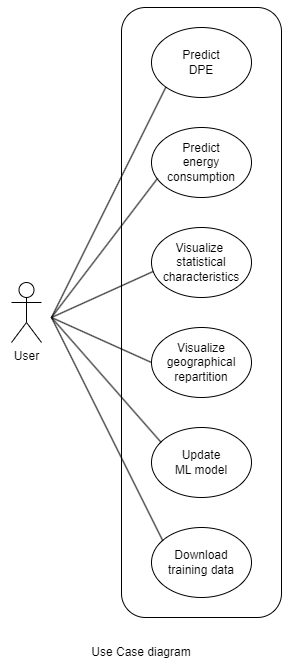 Predict
DPE
Predict
energy
consumption
Visualize
statistical
characteristics
Visualize
geographical
repartition
User
Update
ML model
Download
training data
Use Case diagram